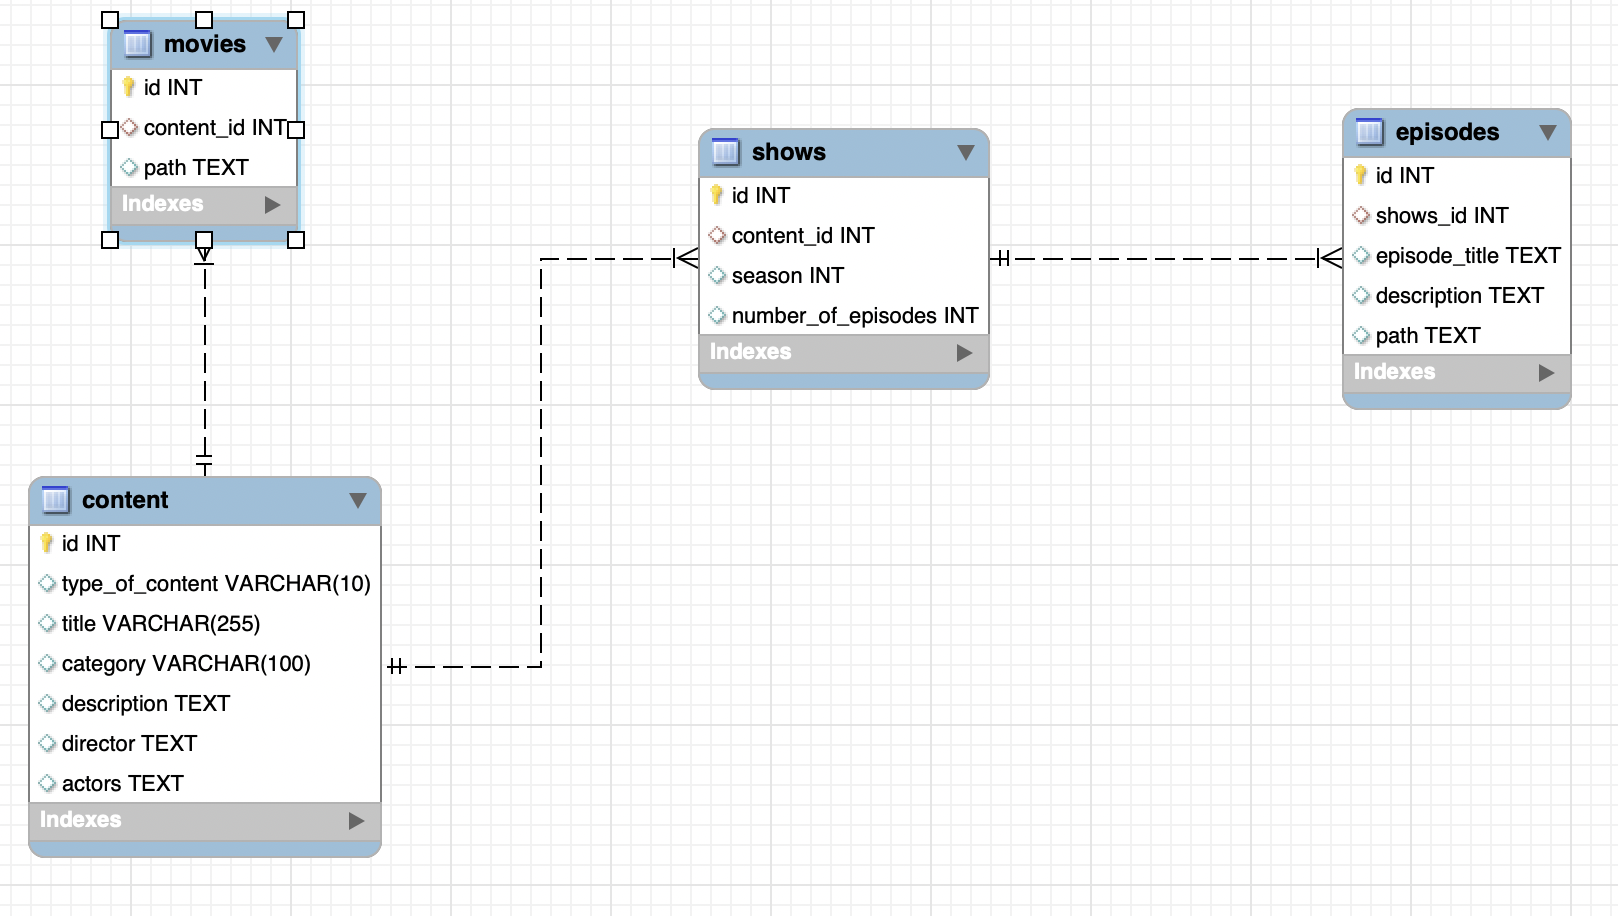 movies
id INT
content_id INT
path TEXT
Indexes
content
id INT
type_of_content VARCHAR(10)
title VARCHAR(255)
category VARCHAR(100)
description TEXT
director TEXT
actors TEXT
Indexes
shows
id INT
content_id INT
season INT
number_of_episodes INT
Indexes
episodes
id INT
shows_id INT
episode_title TEXT
description TEXT
path TEXT
Indexes